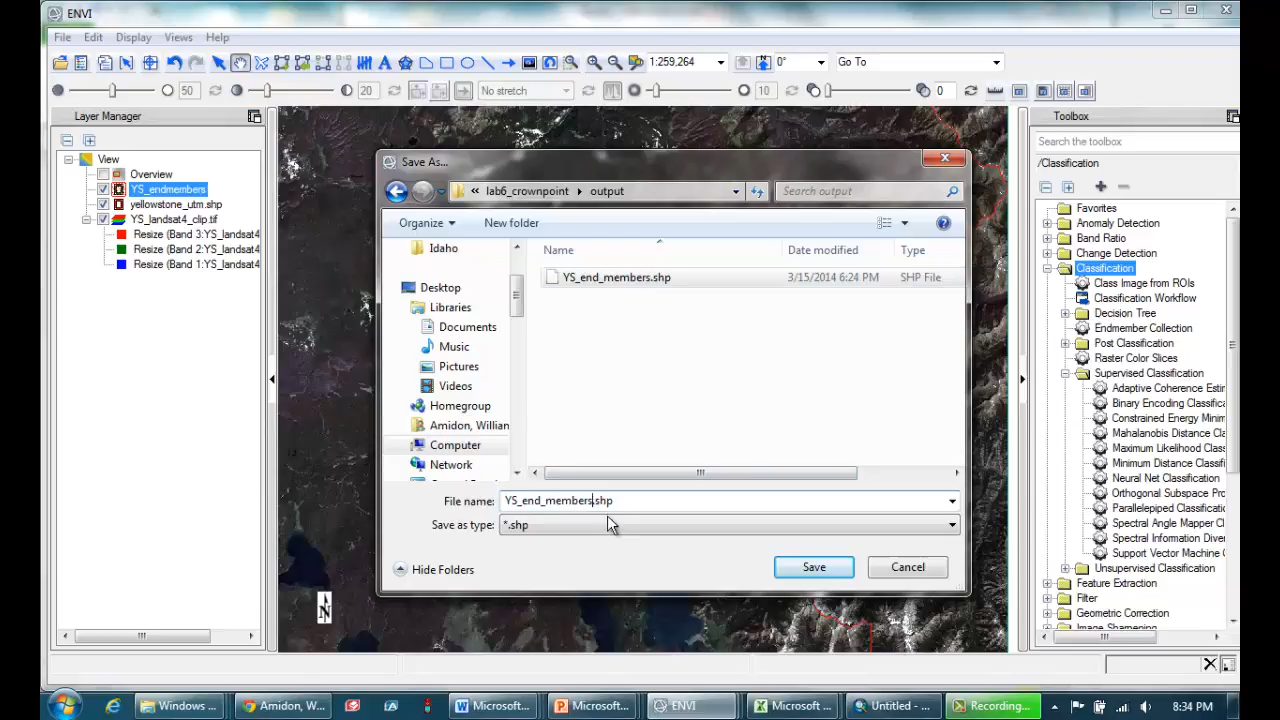 ENVI
File Edit Display Views Help
1:259,264 0° Go To
50 20 No stretch 10 0
Layer Manager
View
Overview
YS_endmembers
yellowstone_utm.shp
YS_landsat4_clip.tif
Resize (Band 3:YS_landsat4
Resize (Band 2:YS_landsat4
Resize (Band 1:YS_landsat4
Save As...
« lab6_crownpoint output Search output
Organize New folder
Idaho
Desktop
Libraries
Documents
Music
Pictures
Videos
Homegroup
Amidon, Willian
Computer
Network
Name Date modified Type
YS_end_members.shp 3/15/2014 6:24 PM SHP File
File name: YS_end_members.shp
Save as type: *.shp
Hide Folders Save Cancel
N
Toolbox
Search the toolbox
/Classification
Favorites
Anomaly Detection
Band Ratio
Change Detection
Classification
Class Image from ROIs
Classification Workflow
Decision Tree
Endmember Collection
Post Classification
Raster Color Slices
Supervised Classification
Adaptive Coherence Estir
Binary Encoding Classifica
Constrained Energy Minim
Mahalanobis Distance Cla
Maximum Likelihood Clas
Minimum Distance Classif
Neural Net Classification
Orthogonal Subspace Pro
Parallelepiped Classificatio
Spectral Angle Mapper Cl
Spectral Information Diver
Support Vector Machine C
Unsupervised Classification
Feature Extraction
Filter
Geometric Correction
Image Sharpening
Windows ... Amidon, W... Microsoft... Microsoft... ENVI Microsoft ... Untitled - ... Recording... 8:34 PM